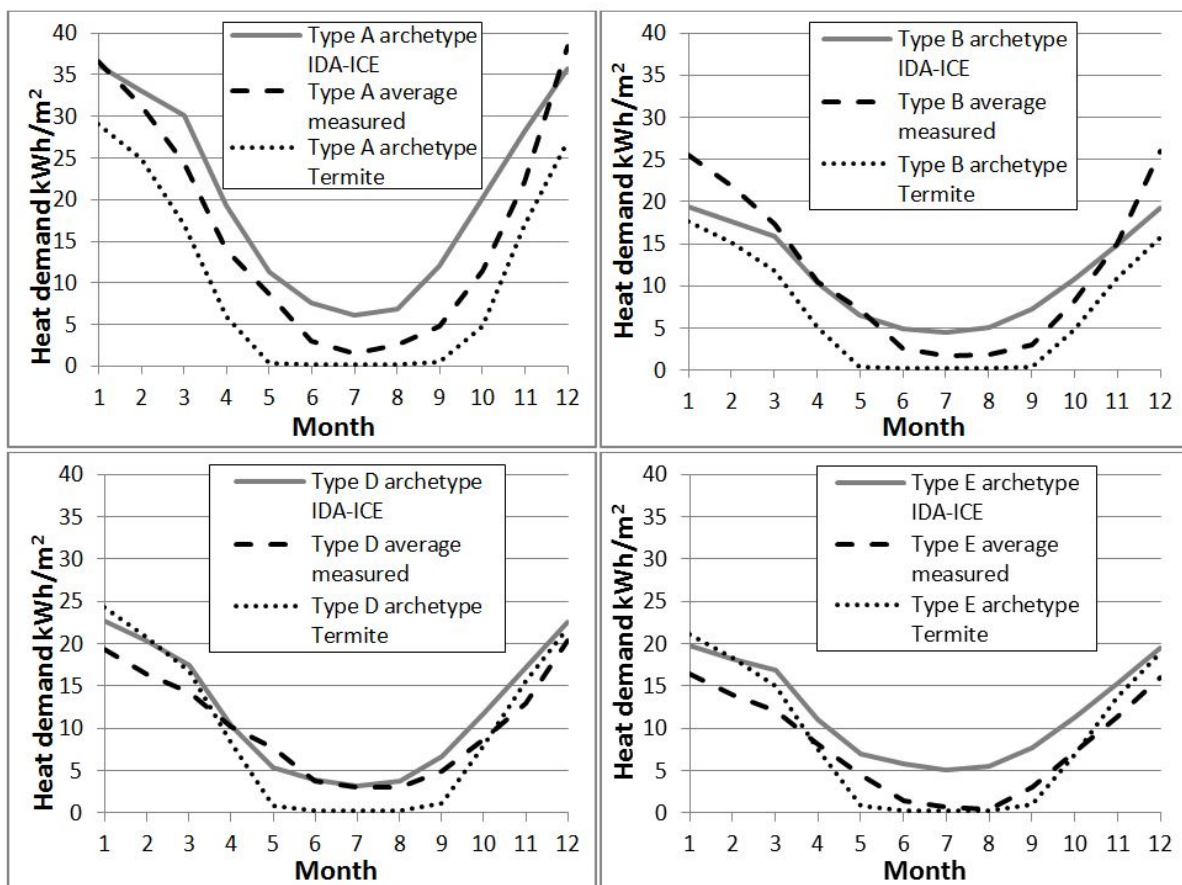 40
35
30
25
20
15
10
5
0
Heat demand kWh/m²
Type A archetype
IDA-ICE
Type A average
measured
Type A archetype
Termite
1 2 3 4 5 6 7 8 9 10 11 12
Month
40
35
30
25
20
15
10
5
0
Heat demand kWh/m²
Type B archetype
IDA-ICE
Type B average
measured
Type B archetype
Termite
1 2 3 4 5 6 7 8 9 10 11 12
Month
40
35
30
25
20
15
10
5
0
Heat demand kWh/m²
Type D archetype
IDA-ICE
Type D average
measured
Type D archetype
Termite
1 2 3 4 5 6 7 8 9 10 11 12
Month
40
35
30
25
20
15
10
5
0
Heat demand kWh/m²
Type E archetype
IDA-ICE
Type E average
measured
Type E archetype
Termite
1 2 3 4 5 6 7 8 9 10 11 12
Month